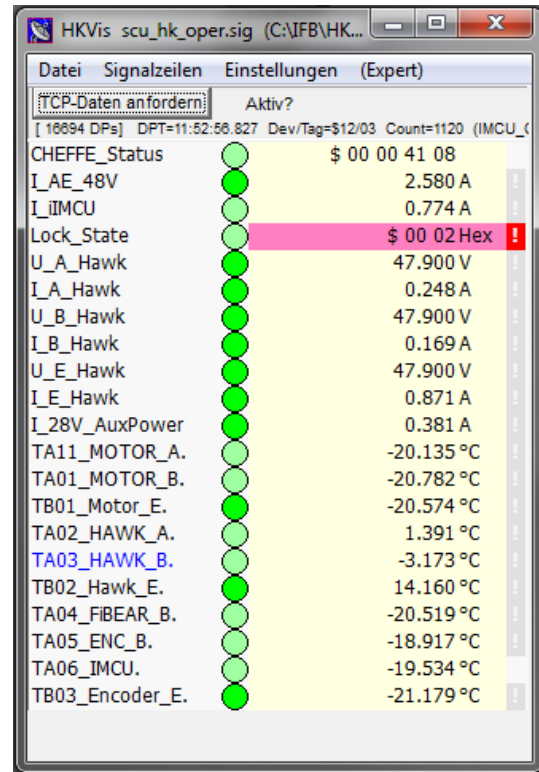 HKVis scu_hk_oper.sig (C:\IFB\HK...
Datei Signalzeilen Einstellungen (Expert)
TCP-Daten anfordern Aktiv?
[ 16694 DPs] DPT=11:52:56.827 Dev/Tag=$12/03 Count=1120 (IMCU_(
CHEFFE_Status $ 00 00 41 08
I_AE_48V 2.580 A
I_iIMCU 0.774 A
Lock_State $ 00 02 Hex !
U_A_Hawk 47.900 V
I_A_Hawk 0.248 A
U_B_Hawk 47.900 V
I_B_Hawk 0.169 A
U_E_Hawk 47.900 V
I_E_Hawk 0.871 A
I_28V_AuxPower 0.381 A
TA11_MOTOR_A. -20.135 °C
TA01_MOTOR_B. -20.782 °C
TB01_Motor_E. -20.574 °C
TA02_HAWK_A. 1.391 °C
TA03_HAWK_B. -3.173 °C
TB02_Hawk_E. 14.160 °C
TA04_FiBEAR_B. -20.519 °C
TA05_ENC_B. -18.917 °C
TA06_IMCU. -19.534 °C
TB03_Encoder_E. -21.179 °C